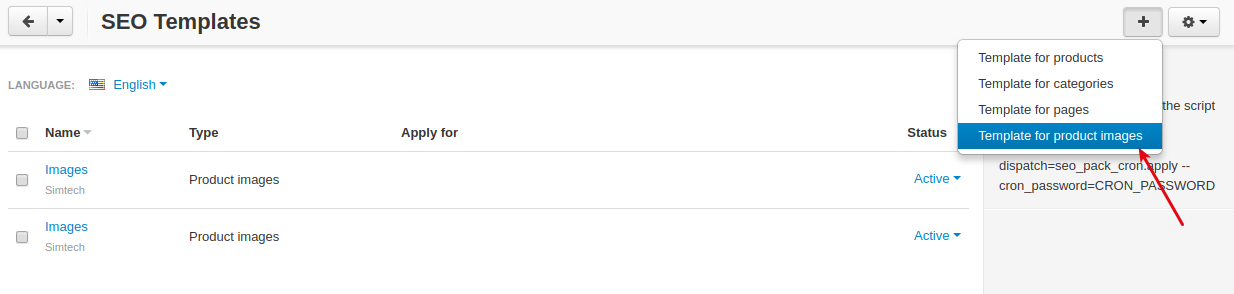 SEO Templates
LANGUAGE: English
Name Type Apply for Status
Images
Simtech
Product images
Active
Images
Simtech
Product images
Active
Template for products
Template for categories
Template for pages
Template for product images
the script
dispatch=seo_pack_cron.apply --
cron_password=CRON_PASSWORD